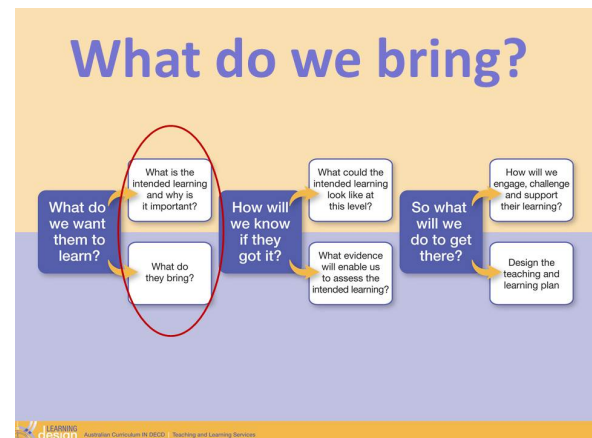 What do we bring?
What do
we want
them to
learn?
What is the
intended learning
and why is
it important?
What do
they bring?
How will
we know
if they
got it?
What could the
intended learning
look like at
this level?
What evidence
will enable us
to assess the
intended learning?
So what
will we
do to get
there?
How will we
engage, challenge
and support
their learning?
Design the
teaching and
learning plan
LEARNING
design
Australian Curriculum IN DECD | Teaching and Learning Services